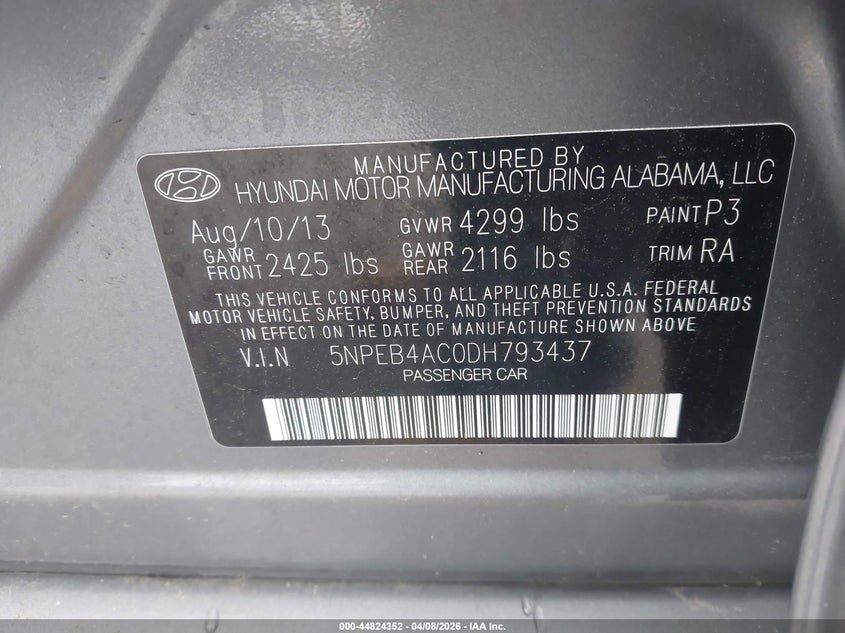 MANUFACTURED BY
HYUNDAI MOTOR MANUFACTURING ALABAMA, LLC
Aug/10/13 GVWR 4299 lbs PAINT P3
GAWR FRONT 2425 lbs GAWR REAR 2116 lbs TRIM RA
THIS VEHICLE CONFORMS TO ALL APPLICABLE U.S.A. FEDERAL
MOTOR VEHICLE SAFETY, BUMPER, AND THEFT PREVENTION STANDARDS
IN EFFECT ON THE DATE OF MANUFACTURE SHOWN ABOVE
V.I.N 5NPEB4AC0DH793437
PASSENGER CAR
000-44824352 | 04/08/2026 - IAA Inc.